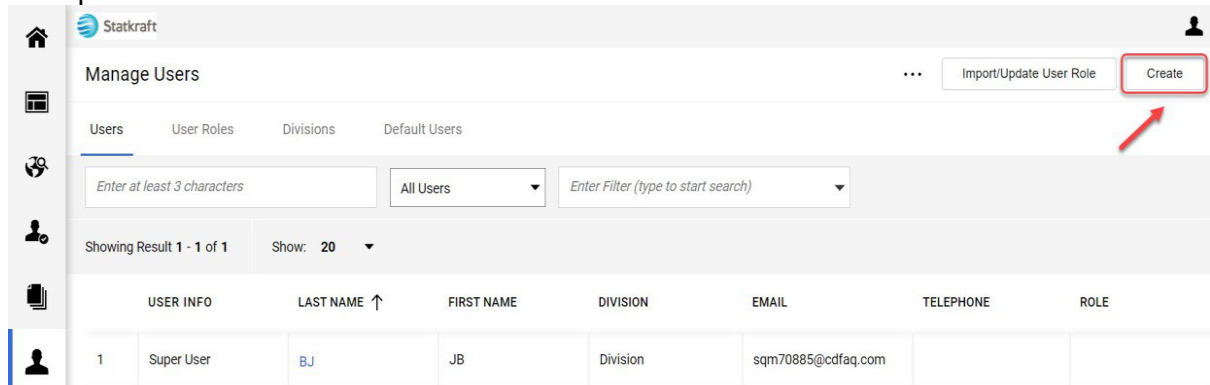 Statkraft
Manage Users ... Import/Update User Role Create
Users User Roles Divisions Default Users
Enter at least 3 characters All Users Enter Filter (type to start search)
Showing Result 1 - 1 of 1 Show: 20
USER INFO LAST NAME ↑ FIRST NAME DIVISION EMAIL TELEPHONE ROLE
1 Super User BJ JB Division sqm70885@cdfaq.com